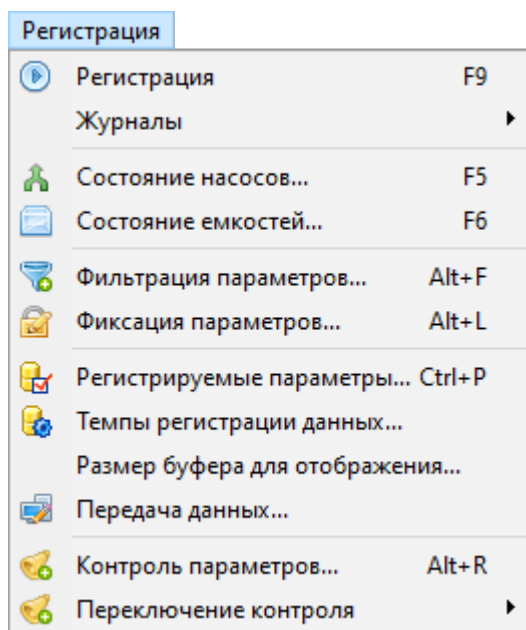 Регистрация
Регистрация F9
Журналы
Состояние насосов... F5
Состояние емкостей... F6
Фильтрация параметров... Alt+F
Фиксация параметров... Alt+L
Регистрируемые параметры... Ctrl+P
Темпы регистрации данных...
Размер буфера для отображения...
Передача данных...
Контроль параметров... Alt+R
Переключение контроля